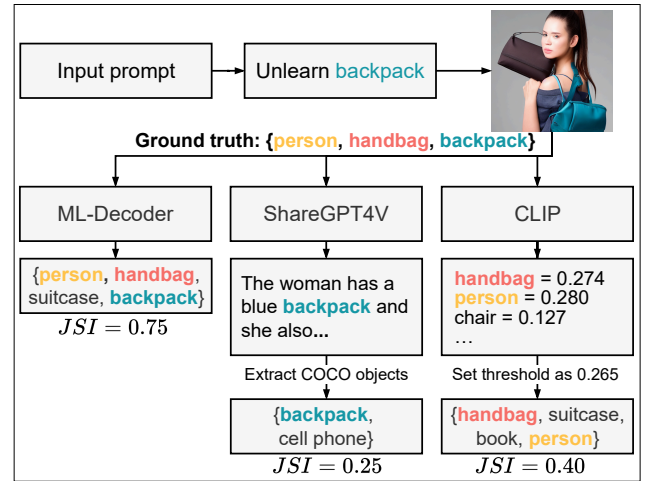 Input prompt
Unlearn backpack
Ground truth: {person, handbag, backpack}
ML-Decoder
ShareGPT4V
CLIP
{person, handbag,
suitcase, backpack}
JSI = 0.75
The woman has a
blue backpack and
she also...
handbag = 0.274
person = 0.280
chair = 0.127
...
Extract COCO objects
Set threshold as 0.265
{backpack,
cell phone}
JSI = 0.25
{handbag, suitcase,
book, person}
JSI = 0.40